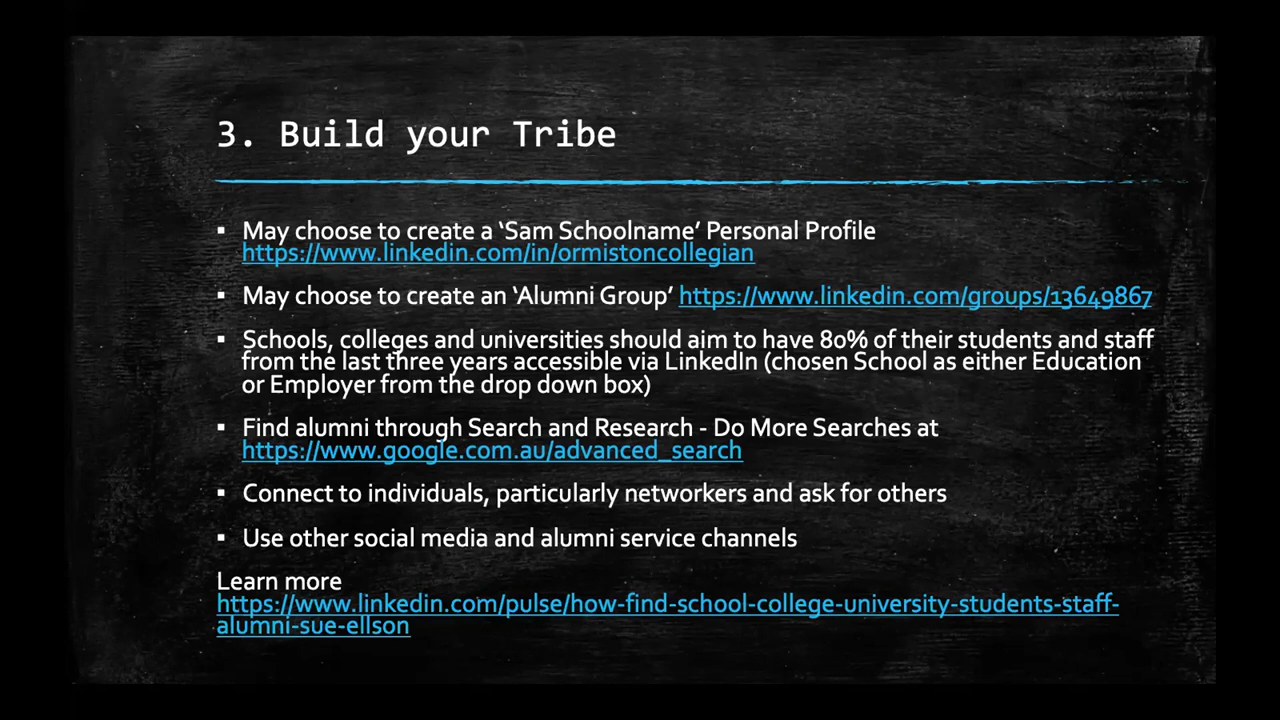 3. Build your Tribe
▪ May choose to create a ‘Sam Schoolname’ Personal Profile
https://www.linkedin.com/in/ormistoncollegian
▪ May choose to create an ‘Alumni Group’ https://www.linkedin.com/groups/13649867
▪ Schools, colleges and universities should aim to have 80% of their students and staff
from the last three years accessible via LinkedIn (chosen School as either Education
or Employer from the drop down box)
▪ Find alumni through Search and Research - Do More Searches at
https://www.google.com.au/advanced_search
▪ Connect to individuals, particularly networkers and ask for others
▪ Use other social media and alumni service channels
Learn more
https://www.linkedin.com/pulse/how-find-school-college-university-students-staff-
alumni-sue-ellson